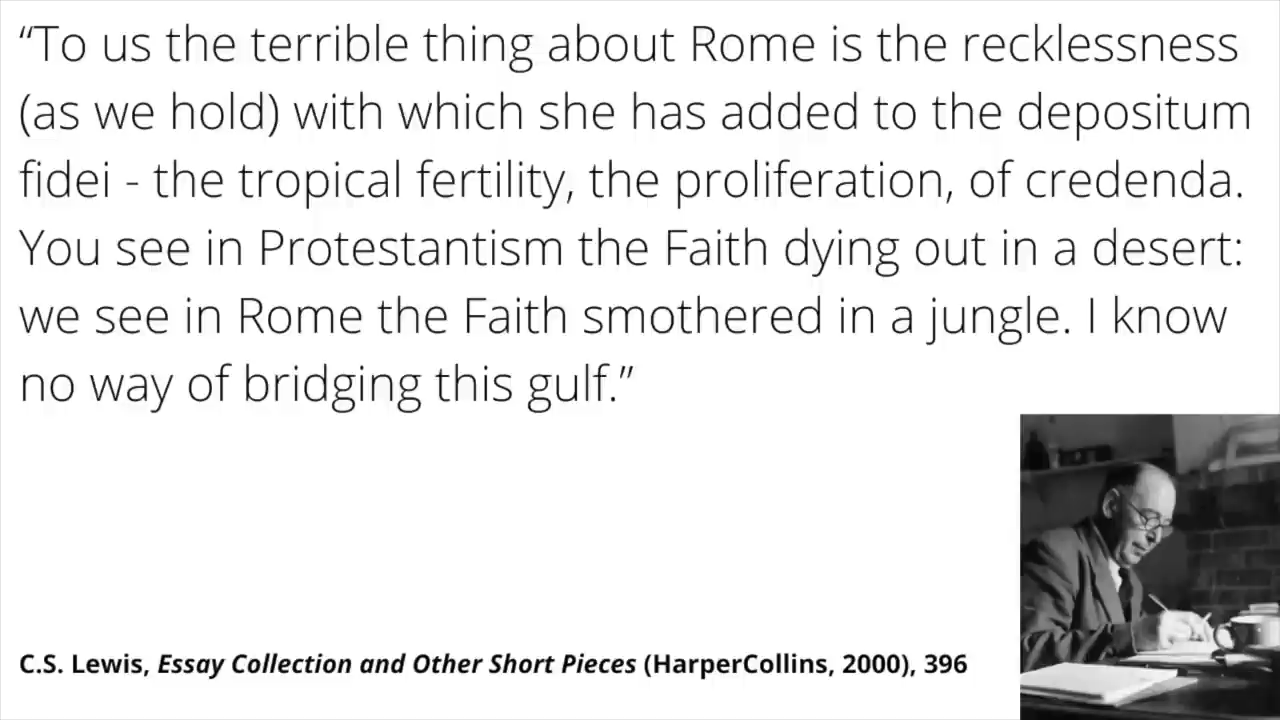 “To us the terrible thing about Rome is the recklessness
(as we hold) with which she has added to the depositum
fidei - the tropical fertility, the proliferation, of credenda.
You see in Protestantism the Faith dying out in a desert:
we see in Rome the Faith smothered in a jungle. I know
no way of bridging this gulf.”
C.S. Lewis, Essay Collection and Other Short Pieces (HarperCollins, 2000), 396